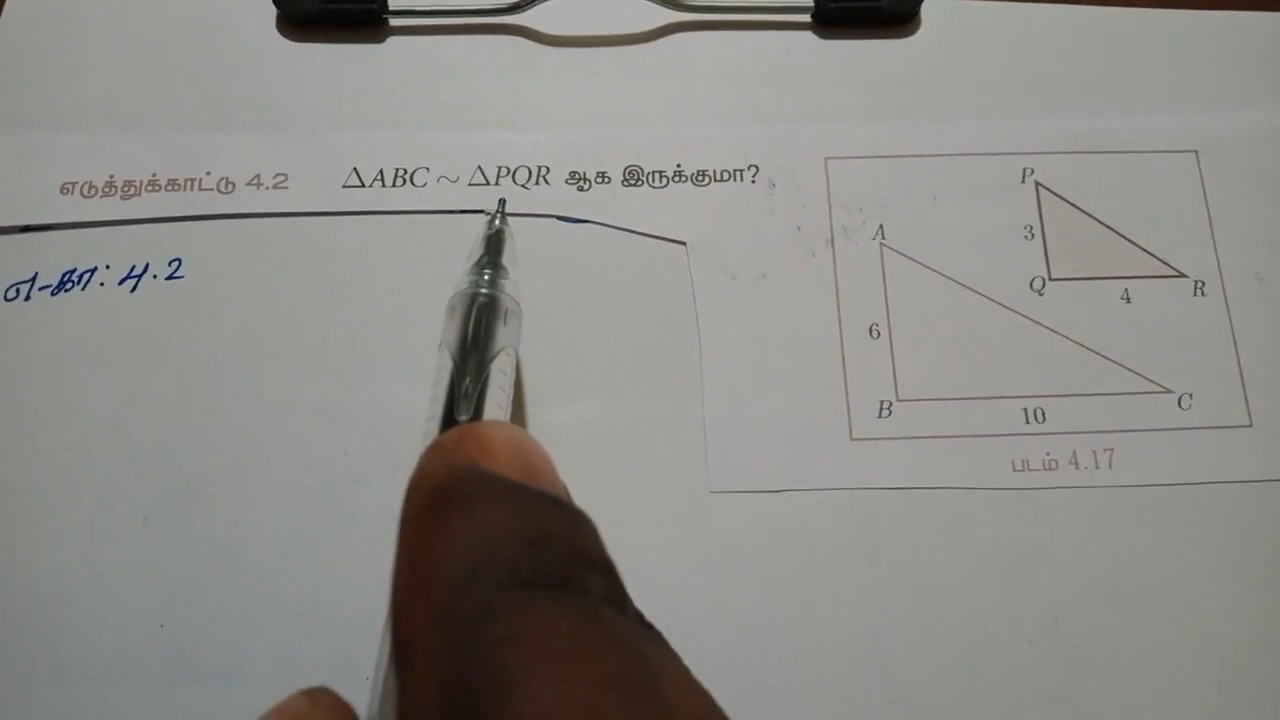 எடுத்துக்காட்டு 4.2 ΔABC ~ ΔPQR ஆக இருக்குமா?
எ-கா: 4.2
P
3
Q
4
R
A
6
B
10
C
படம் 4.17